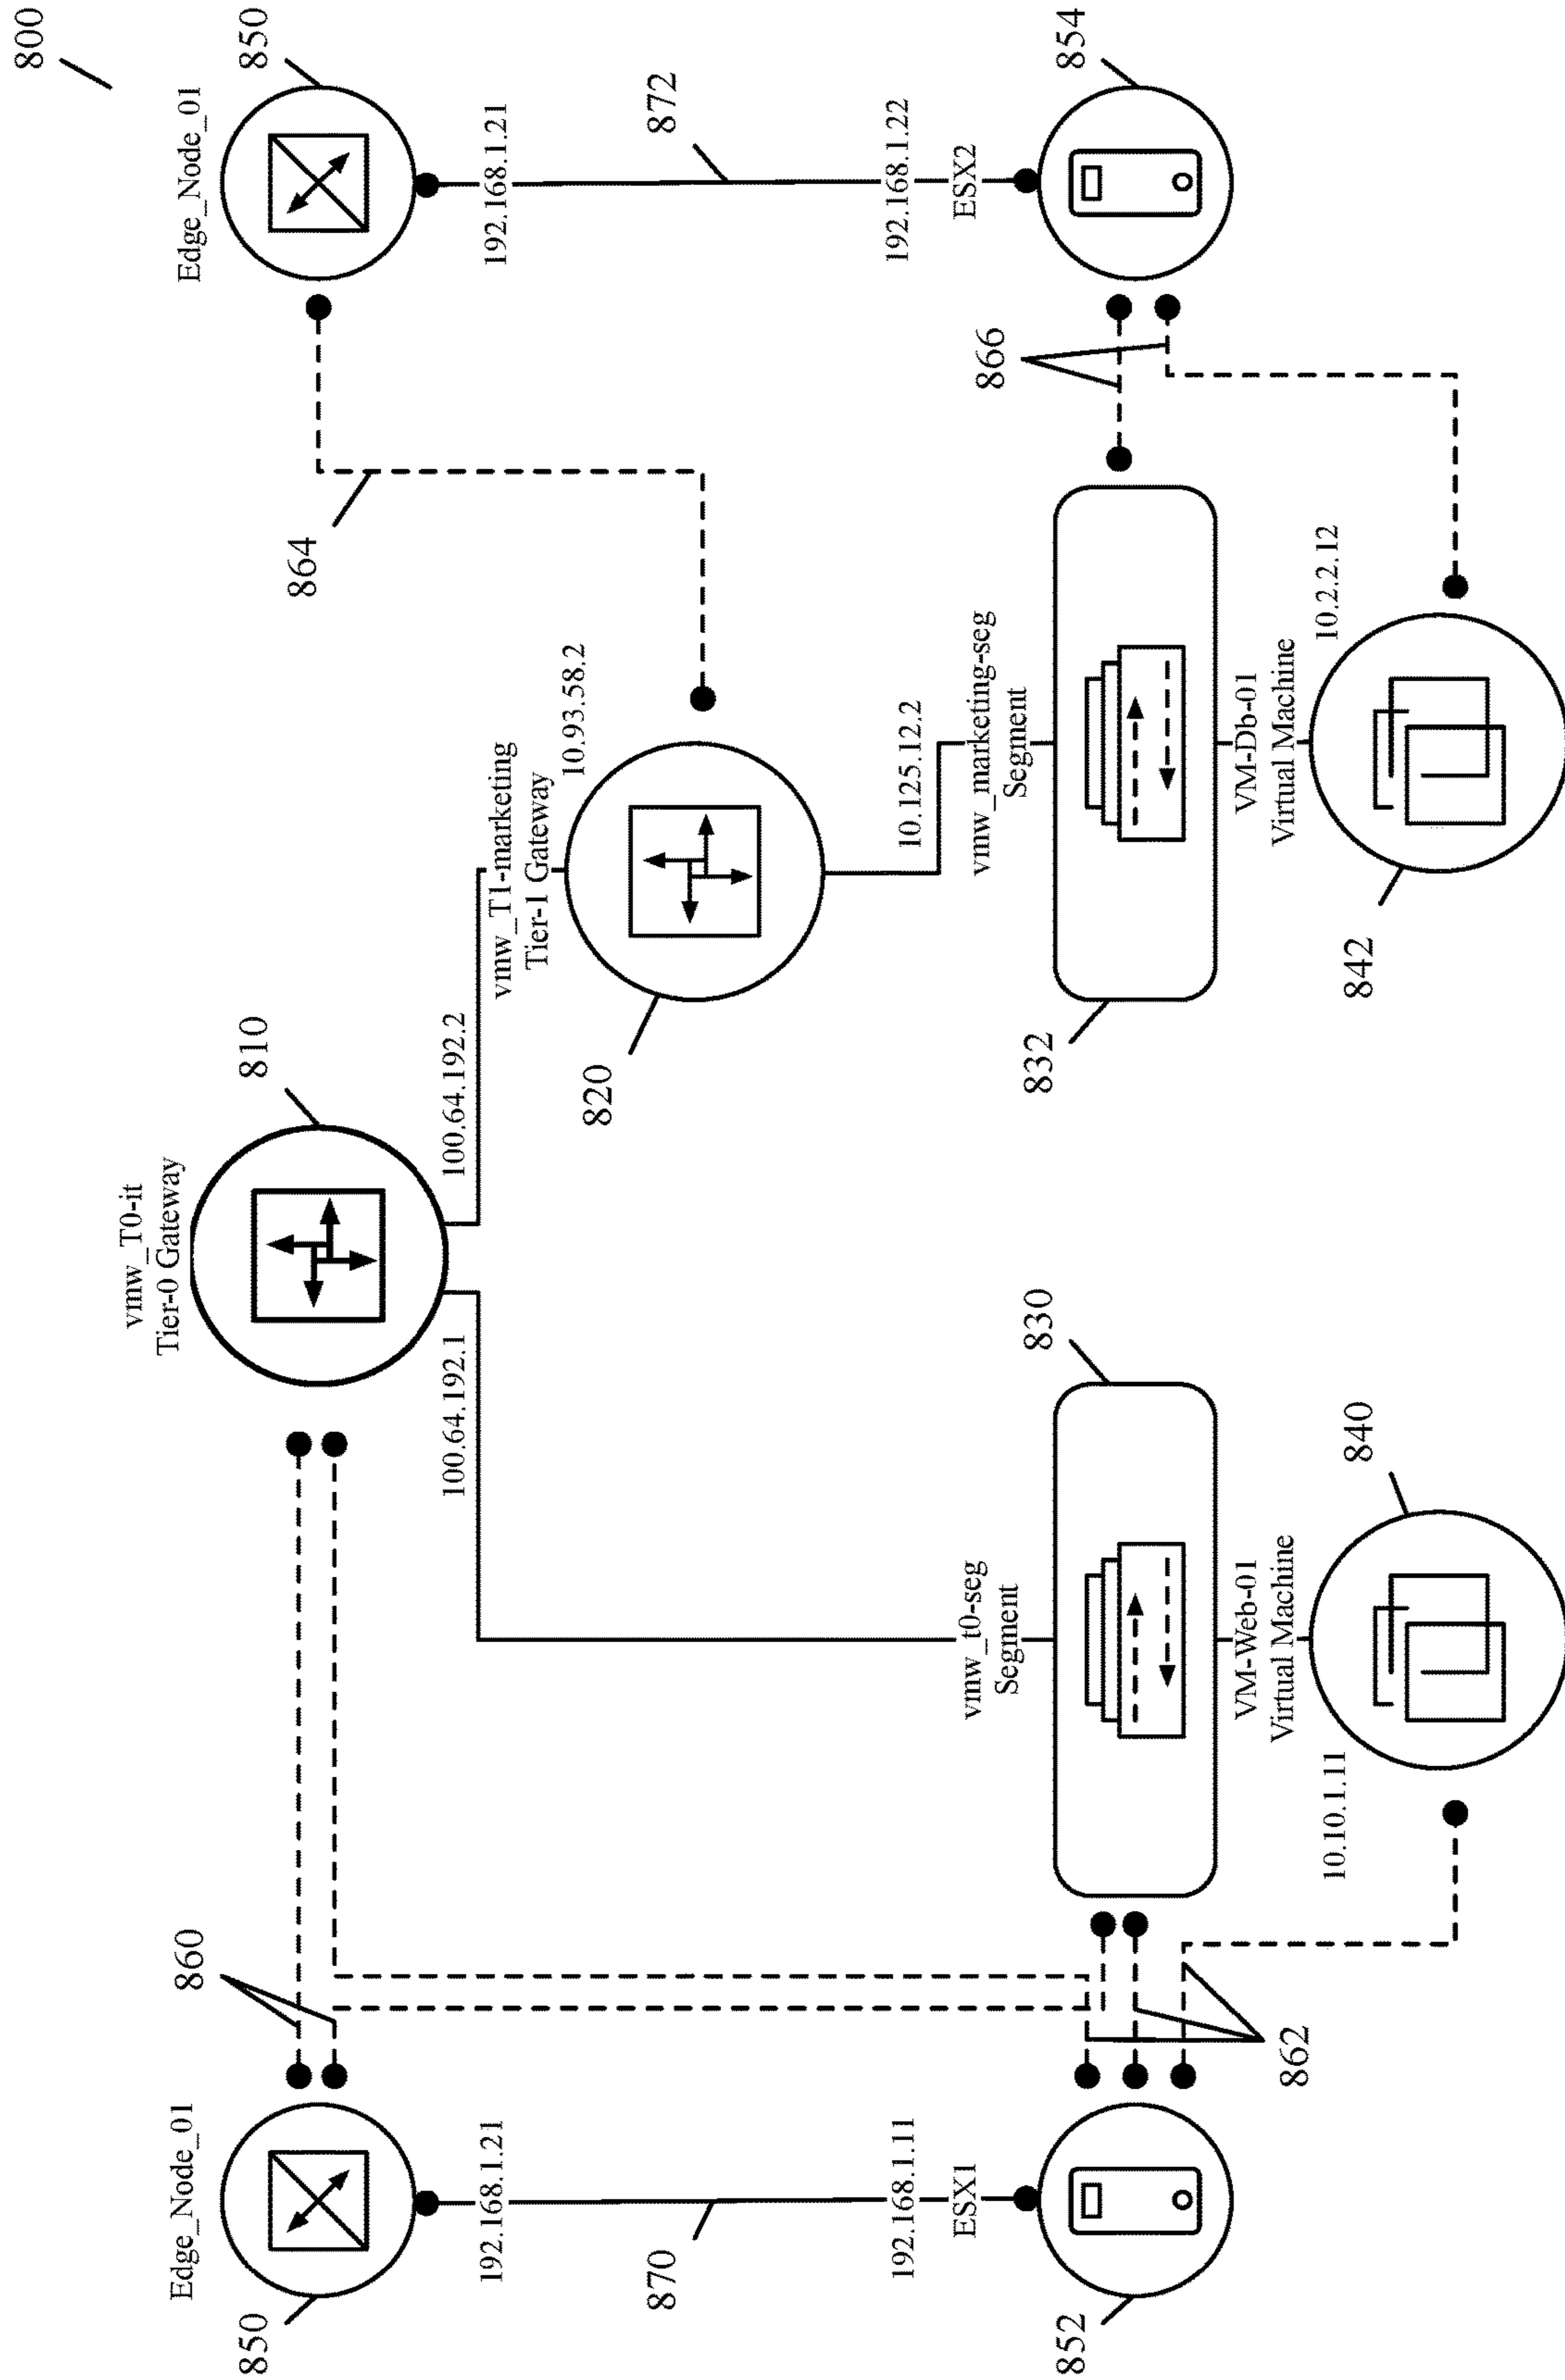 800
vmw_T0-it
Tier-0 Gateway
Edge_Node_01
860
Edge_Node_01
850
810
850
864
100.64.192.1
100.64.192.2
192.168.1.21
vmw_T1-marketing
Tier-1 Gateway
10.93.58.2
192.168.1.21
820
870
872
192.168.1.11
10.125.12.2
192.168.1.22
ESX1
vmw_t0-seg
Segment
vmw_marketing-seg
Segment
866
ESX2
830
832
852
854
VM-Web-01
Virtual Machine
VM-Db-01
Virtual Machine
862
10.10.1.11
10.2.2.12
840
842